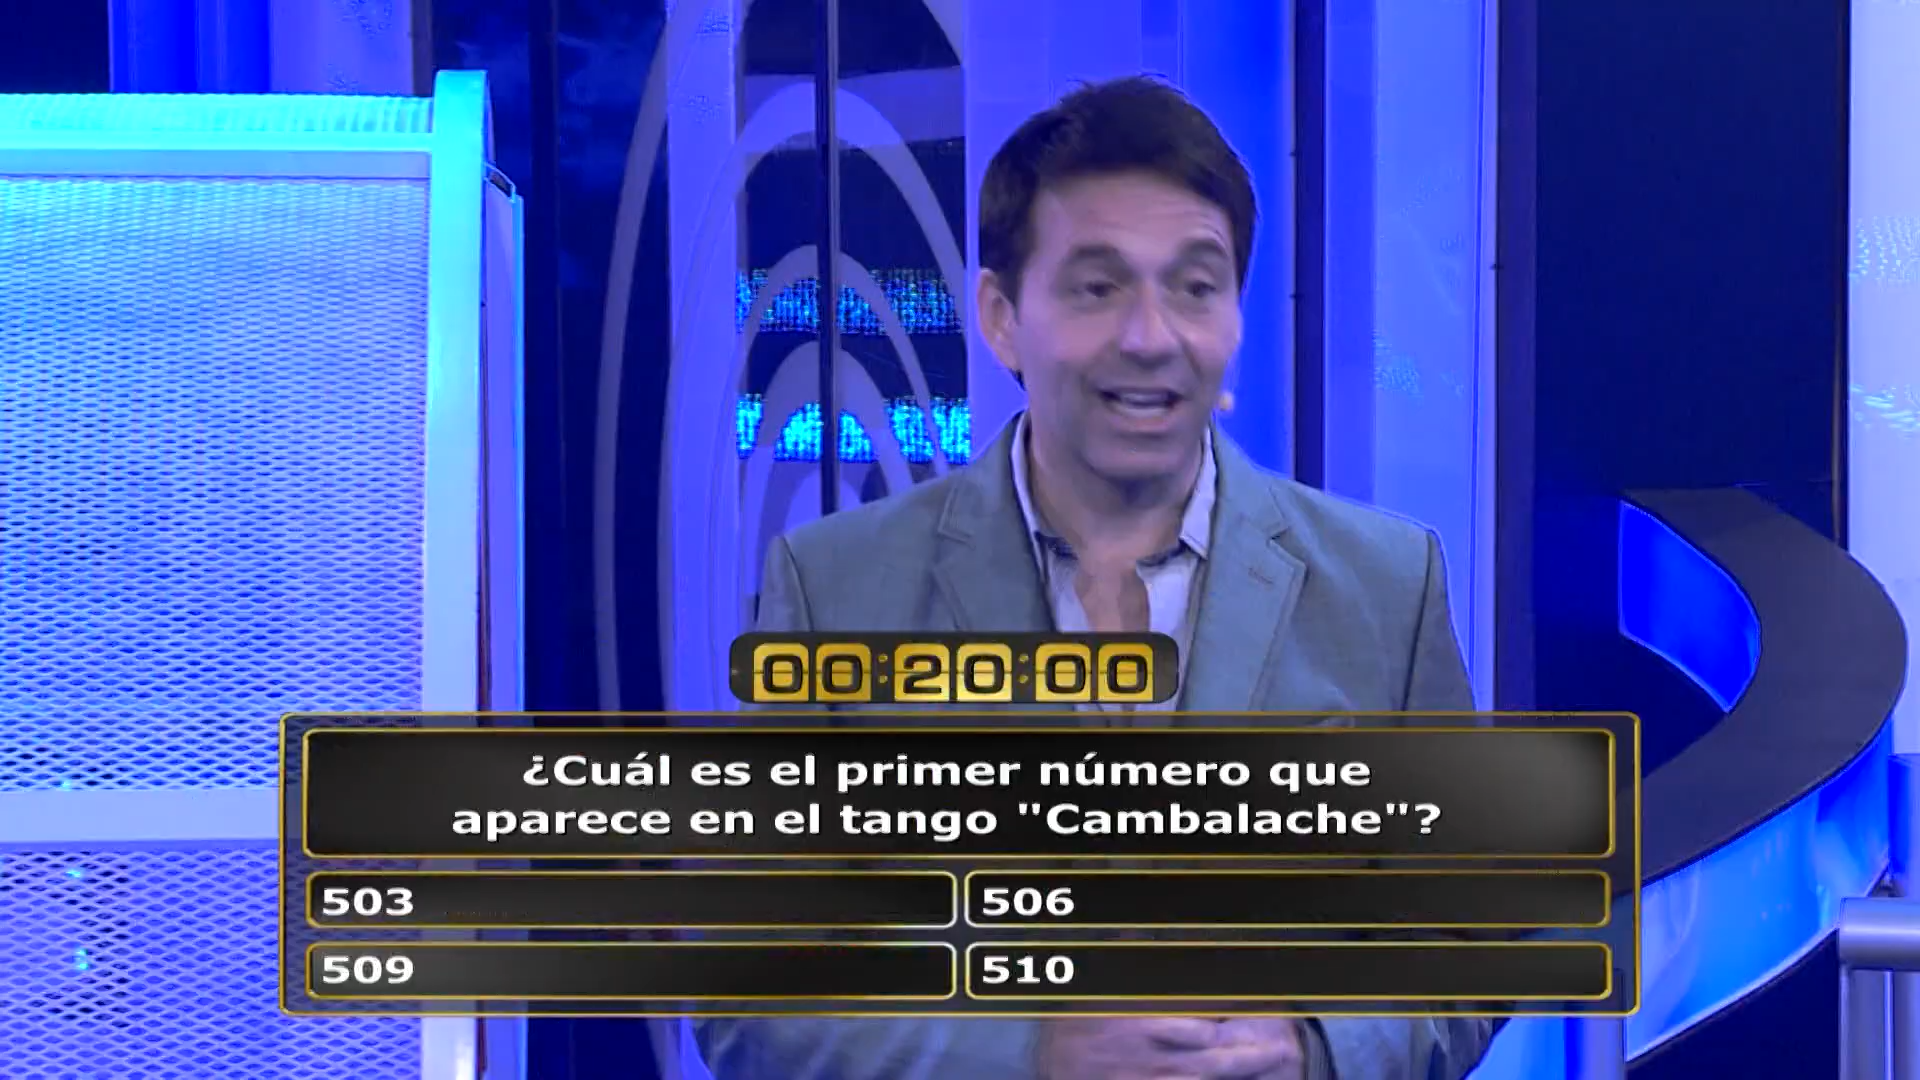 00:20:00
¿Cuál es el primer número que
aparece en el tango "Cambalache"?
503
506
509
510